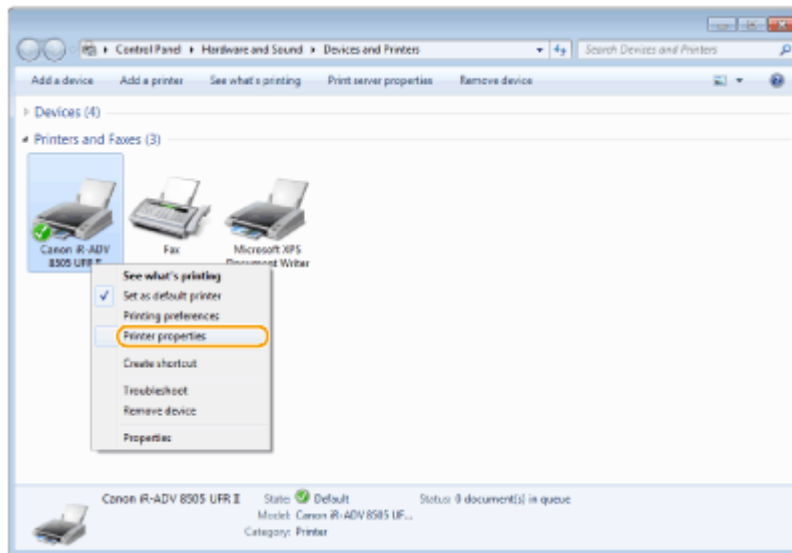 Control Panel Hardware and Sound Devices and Printers Search Devices and Printers
Add a device Add a printer See what's printing Print server properties Remove device
Devices (4)
Printers and Faxes (3)
Canon iR-ADV
8505 UFR II
Fax
Microsoft XPS
Document Writer
See what's printing
Set as default printer
Printing preferences
Printer properties
Create shortcut
Troubleshoot
Remove device
Properties
Canon iR-ADV 8505 UFR II State: Default Status: 0 document(s) in queue
Model: Canon iR-ADV 8505 UF...
Category: Printer